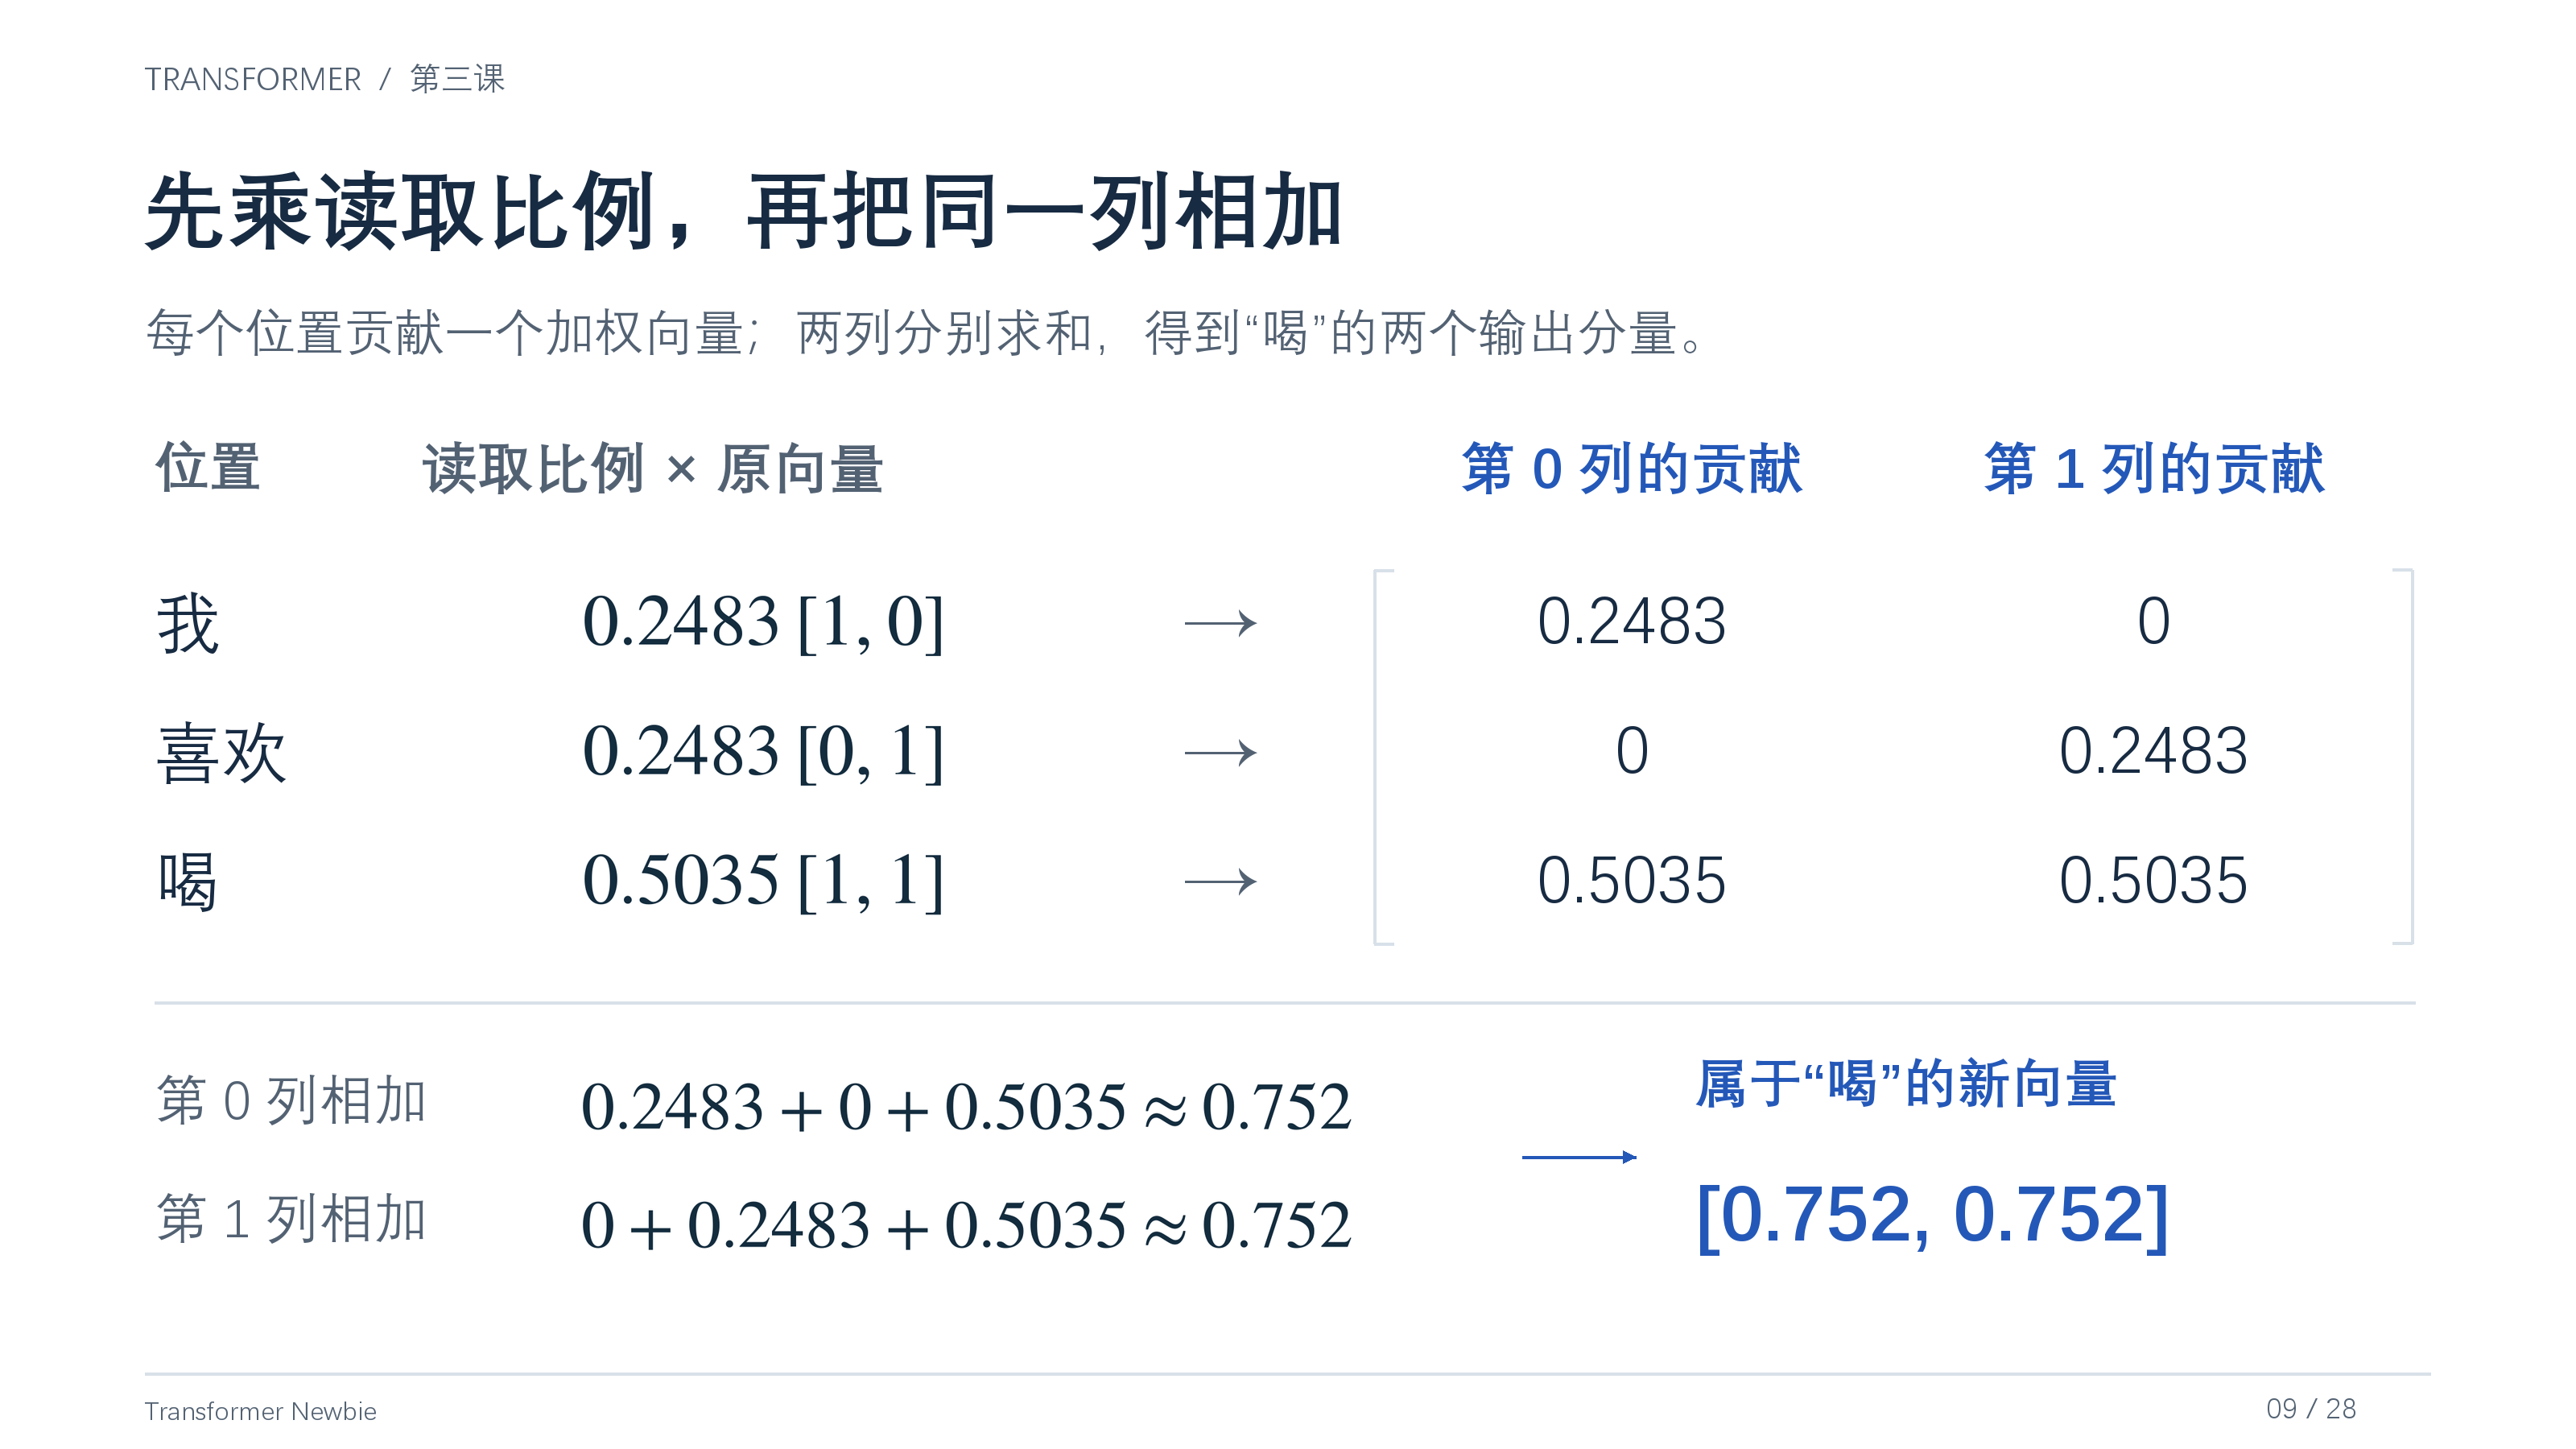 TRANSFORMER / 第三课
先乘读取比例，再把同一列相加
每个位置贡献一个加权向量；两列分别求和，得到“喝”的两个输出分量。
位置 读取比例 × 原向量 第 0 列的贡献 第 1 列的贡献
我 0.2483 [1, 0] → 0.2483 0
喜欢 0.2483 [0, 1] → 0 0.2483
喝 0.5035 [1, 1] → 0.5035 0.5035
第 0 列相加 0.2483 + 0 + 0.5035 ≈ 0.752
第 1 列相加 0 + 0.2483 + 0.5035 ≈ 0.752
属于“喝”的新向量
[0.752, 0.752]
Transformer Newbie 09 / 28